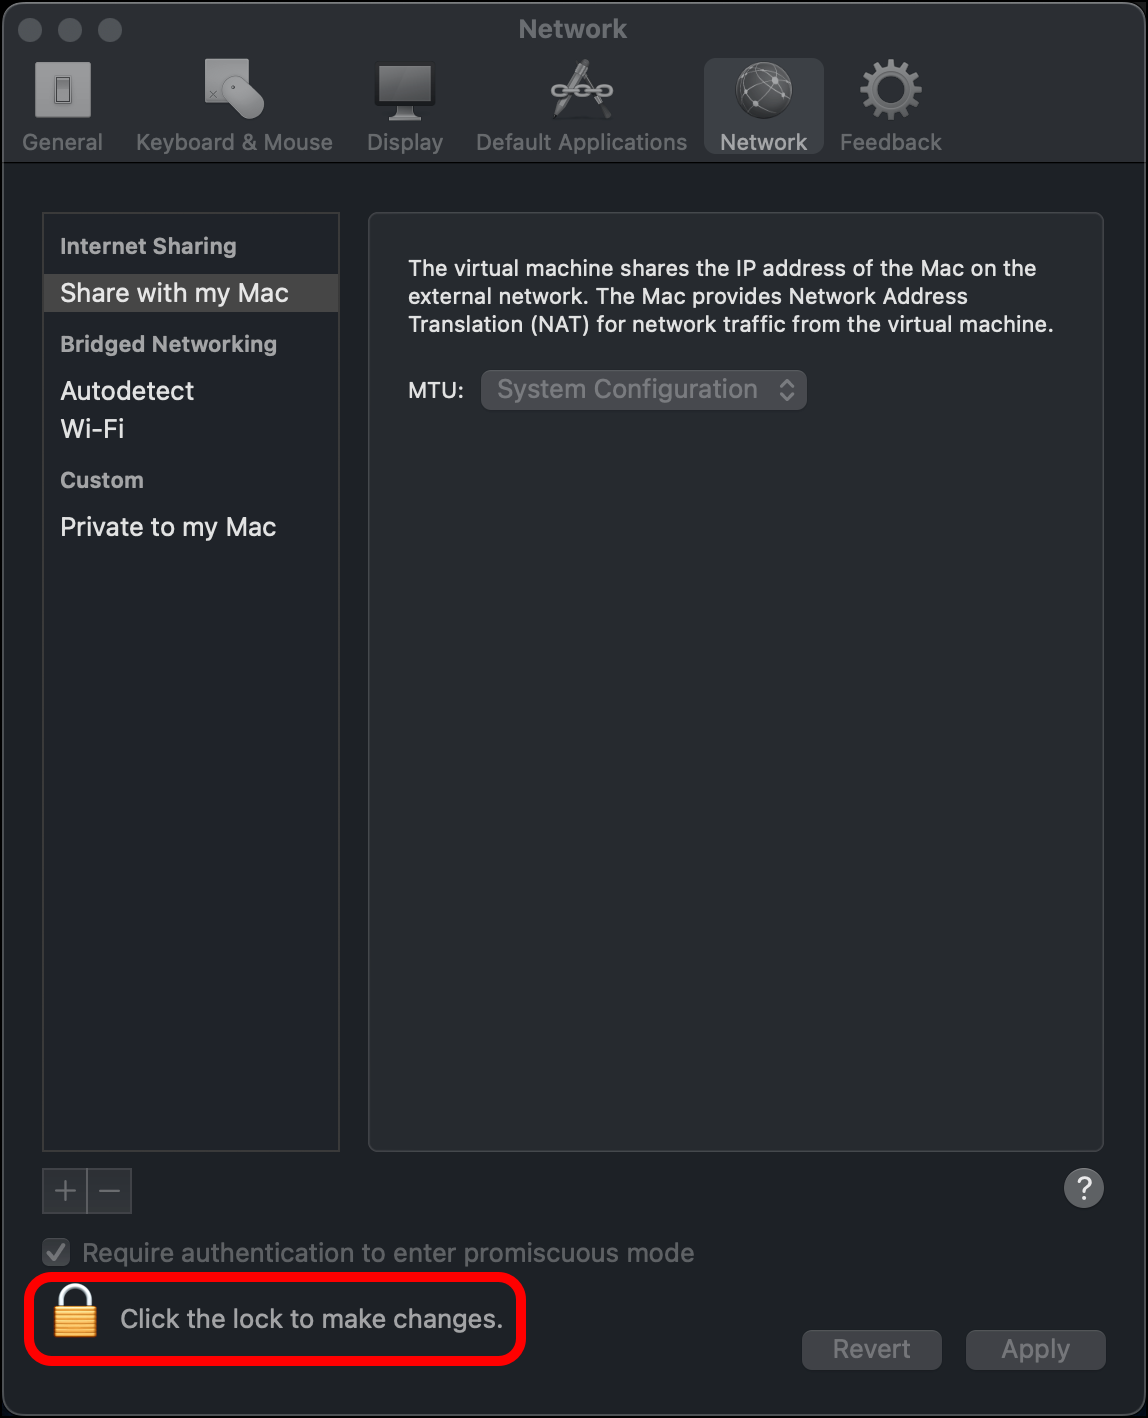 Network
General
Keyboard & Mouse
Display
Default Applications
Network
Feedback
Internet Sharing
Share with my Mac
Bridged Networking
Autodetect
Wi-Fi
Custom
Private to my Mac
The virtual machine shares the IP address of the Mac on the
external network. The Mac provides Network Address
Translation (NAT) for network traffic from the virtual machine.
MTU: System Configuration
?
Require authentication to enter promiscuous mode
Click the lock to make changes.
Revert
Apply